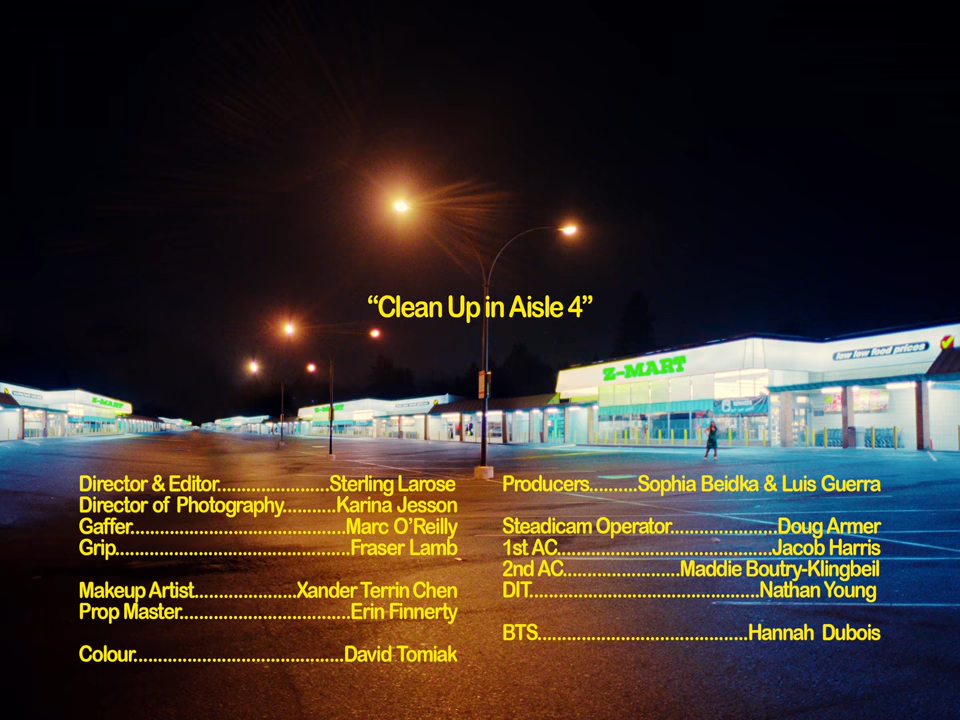 “Clean Up in Aisle 4”
Z-MART
low low food prices
Director & Editor.......................Sterling Larose
Director of Photography...........Karina Jesson
Gaffer............................................Marc O’Reilly
Grip................................................Fraser Lamb
Makeup Artist.....................Xander Terrin Chen
Prop Master...................................Erin Finnerty
Colour...........................................David Tomiak
Producers..........Sophia Beidka & Luis Guerra
Steadicam Operator......................Doug Armer
1st AC............................................Jacob Harris
2nd AC........................Maddie Boutry-Klingbeil
DIT...............................................Nathan Young
BTS...........................................Hannah Dubois